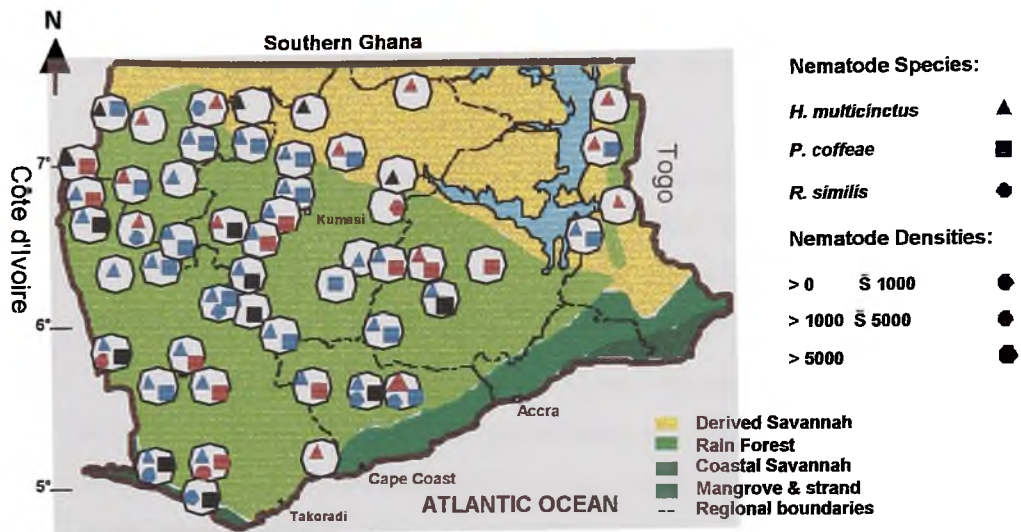 N
Southern Ghana
7°
6°
5°
Côte d'Ivoire
Togo
Kumasi
Accra
Cape Coast
Takoradi
ATLANTIC OCEAN
Derived Savannah
Rain Forest
Coastal Savannah
Mangrove & strand
Regional boundaries
Nematode Species:
H. multicinctus
P. coffeae
R. similis
Nematode Densities:
> 0 S̄ 1000
> 1000 S̄ 5000
> 5000